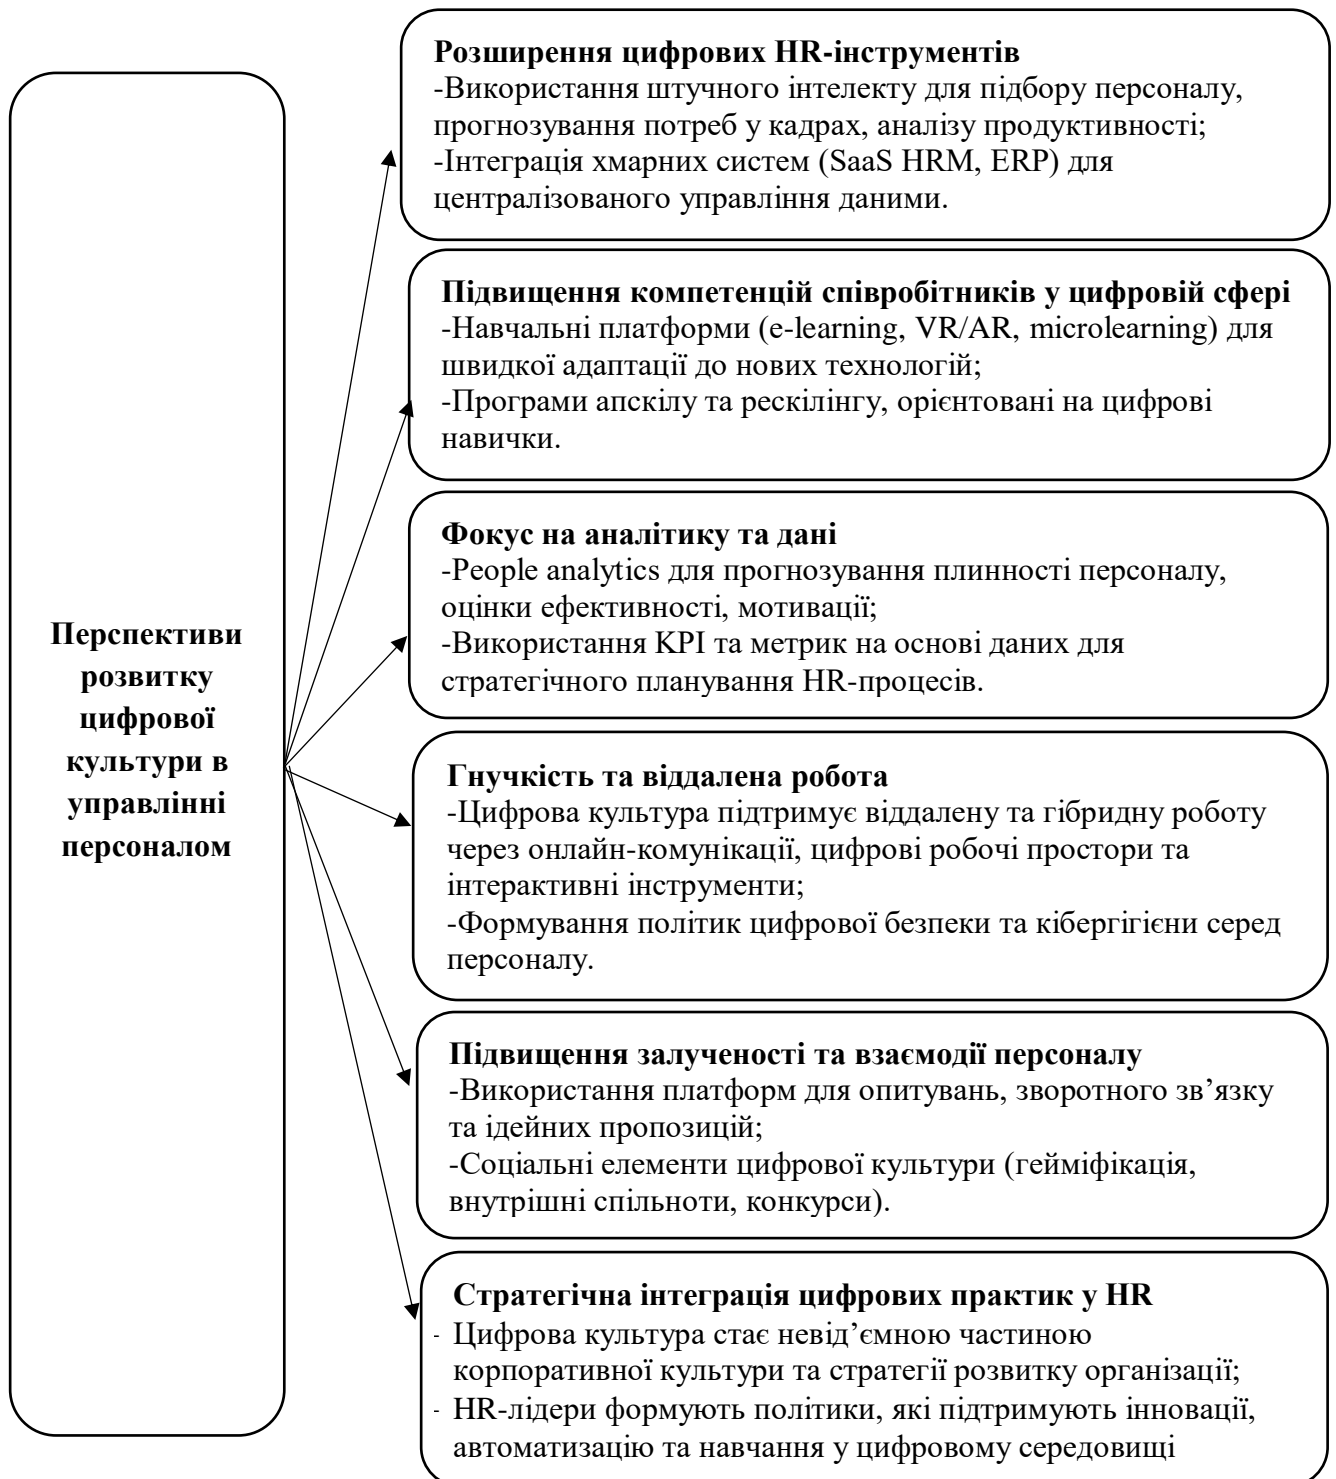 Перспективи
розвитку
цифрової
культури в
управлінні
персоналом
Розширення цифрових HR-інструментів
-Використання штучного інтелекту для підбору персоналу,
прогнозування потреб у кадрах, аналізу продуктивності;
-Інтеграція хмарних систем (SaaS HRM, ERP) для
централізованого управління даними.
Підвищення компетенцій співробітників у цифровій сфері
-Навчальні платформи (e-learning, VR/AR, microlearning) для
швидкої адаптації до нових технологій;
-Програми апскілу та рескілінгу, орієнтовані на цифрові
навички.
Фокус на аналітику та дані
-People analytics для прогнозування плинності персоналу,
оцінки ефективності, мотивації;
-Використання KPI та метрик на основі даних для
стратегічного планування HR-процесів.
Гнучкість та віддалена робота
-Цифрова культура підтримує віддалену та гібридну роботу
через онлайн-комунікації, цифрові робочі простори та
інтерактивні інструменти;
-Формування політик цифрової безпеки та кібергігієни серед
персоналу.
Підвищення залученості та взаємодії персоналу
-Використання платформ для опитувань, зворотного зв’язку
та ідейних пропозицій;
-Соціальні елементи цифрової культури (гейміфікація,
внутрішні спільноти, конкурси).
Стратегічна інтеграція цифрових практик у HR
- Цифрова культура стає невід’ємною частиною
корпоративної культури та стратегії розвитку організації;
- HR-лідери формують політики, які підтримують інновації,
автоматизацію та навчання у цифровому середовищі